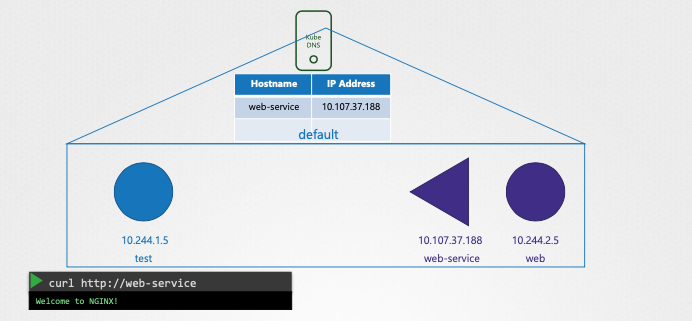 Kube
DNS
Hostname IP Address
web-service 10.107.37.188
default
10.244.1.5 10.107.37.188 10.244.2.5
test web-service web
curl http://web-service
Welcome to NGINX!